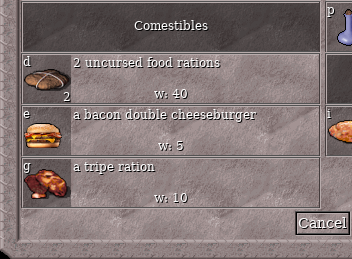 p
Comestibles
d
2 uncursed food rations
2
w: 40
e
a bacon double cheeseburger
w: 5
i
g
a tripe ration
w: 10
Cancel